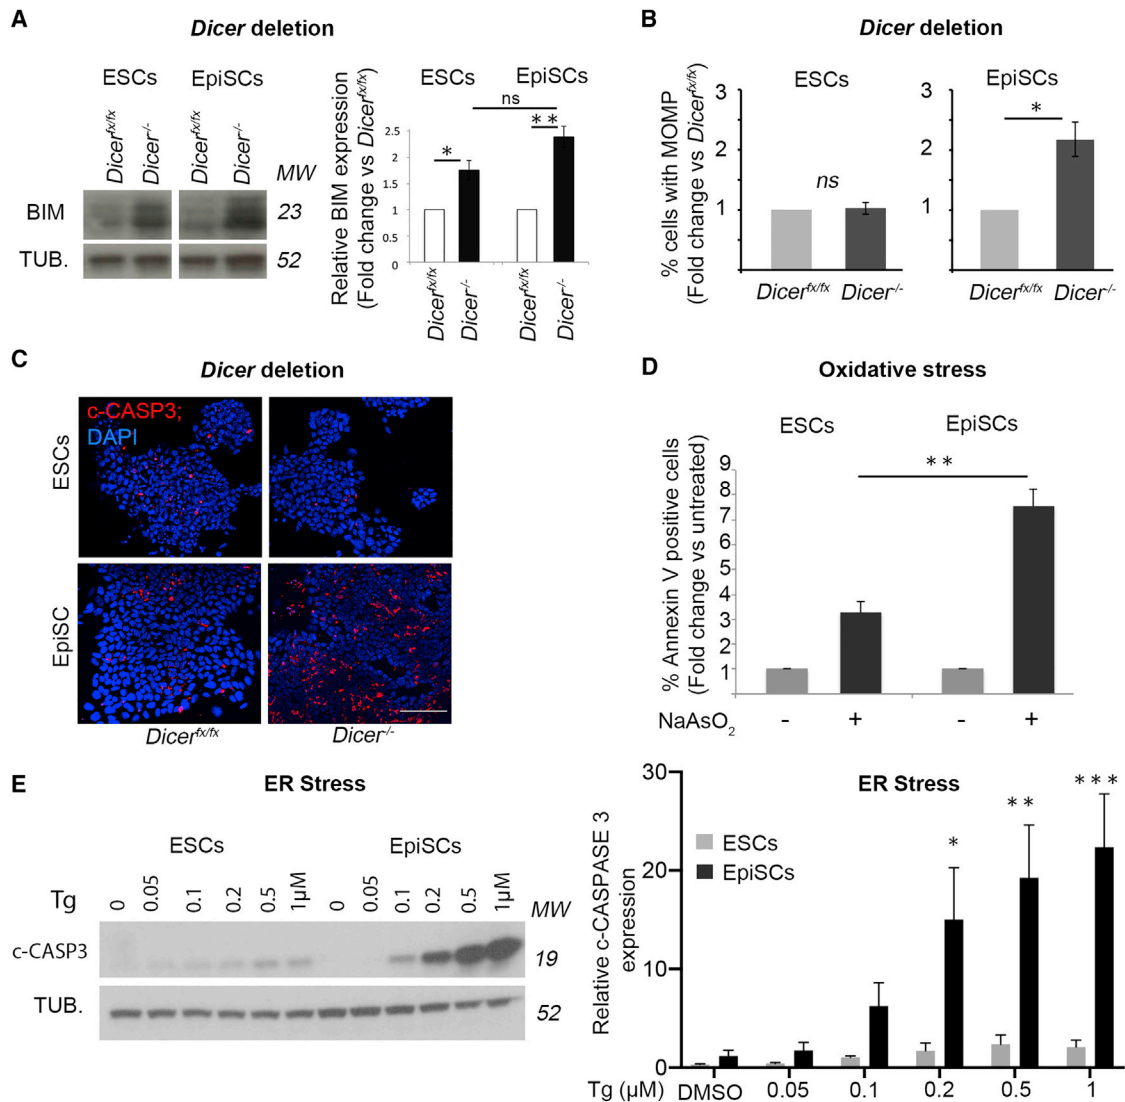 A
Dicer deletion
ESCs EpiSCs
Dicerfx/fx Dicer-/- Dicerfx/fx Dicer-/- MW
BIM 23
TUB. 52
Relative BIM expression
(Fold change vs Dicerfx/fx)
ESCs EpiSCs
ns
* **
2.5
2
1.5
1
0.5
0
Dicerfx/fx Dicer-/- Dicerfx/fx Dicer-/-
B
Dicer deletion
ESCs EpiSCs
% cells with MOMP
(Fold change vs Dicerfx/fx)
3
2
1
ns
Dicerfx/fx Dicer-/-
3
2
1
*
Dicerfx/fx Dicer-/-
C
Dicer deletion
c-CASP3;
DAPI
ESCs
EpiSC
Dicerfx/fx Dicer-/-
D
Oxidative stress
ESCs EpiSCs
% Annexin V positive cells
(Fold change vs untreated)
9
8
7
6
5
4
3
2
1
**
NaAsO2 - + - +
E
ER Stress
ESCs EpiSCs
Tg 0 0.05 0.1 0.2 0.5 1µM 0 0.05 0.1 0.2 0.5 1µM MW
c-CASP3 19
TUB. 52
ER Stress
Relative c-CASPASE 3
expression
30
20
10
0
ESCs
EpiSCs
* ** ***
Tg (µM) DMSO 0.05 0.1 0.2 0.5 1